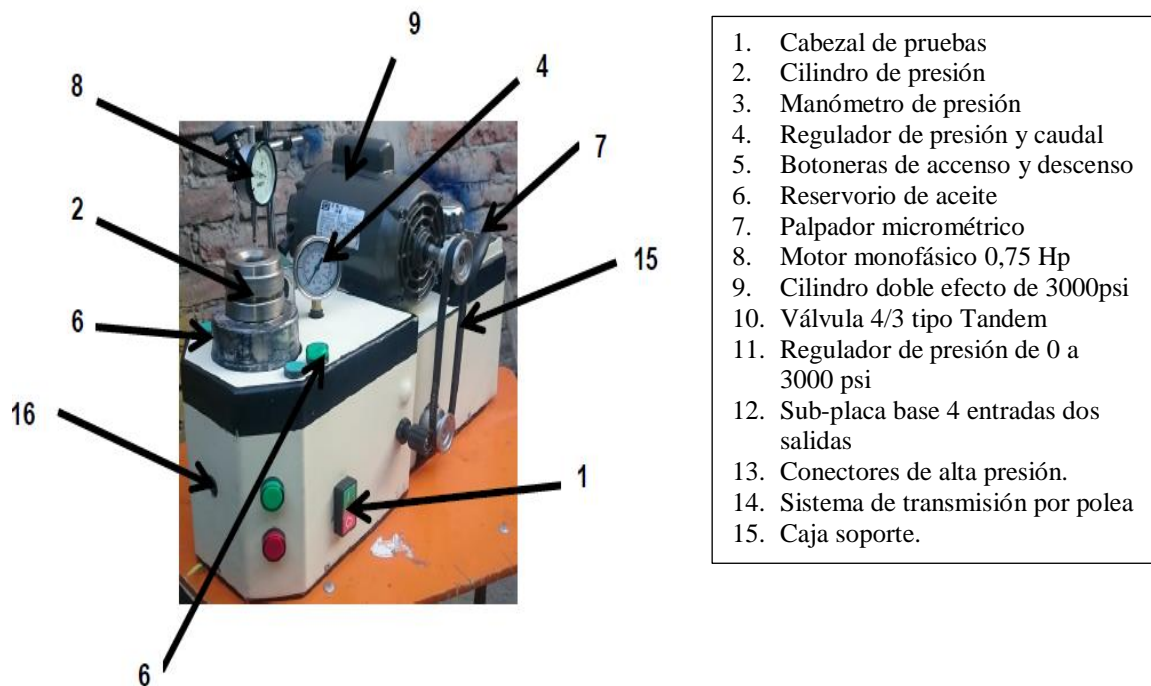 9
4
8
7
2
15
6
16
1
6
1. Cabezal de pruebas
2. Cilindro de presión
3. Manómetro de presión
4. Regulador de presión y caudal
5. Botoneras de accenso y descenso
6. Reservorio de aceite
7. Palpador micrométrico
8. Motor monofásico 0,75 Hp
9. Cilindro doble efecto de 3000psi
10. Válvula 4/3 tipo Tandem
11. Regulador de presión de 0 a
3000 psi
12. Sub-placa base 4 entradas dos
salidas
13. Conectores de alta presión.
14. Sistema de transmisión por polea
15. Caja soporte.